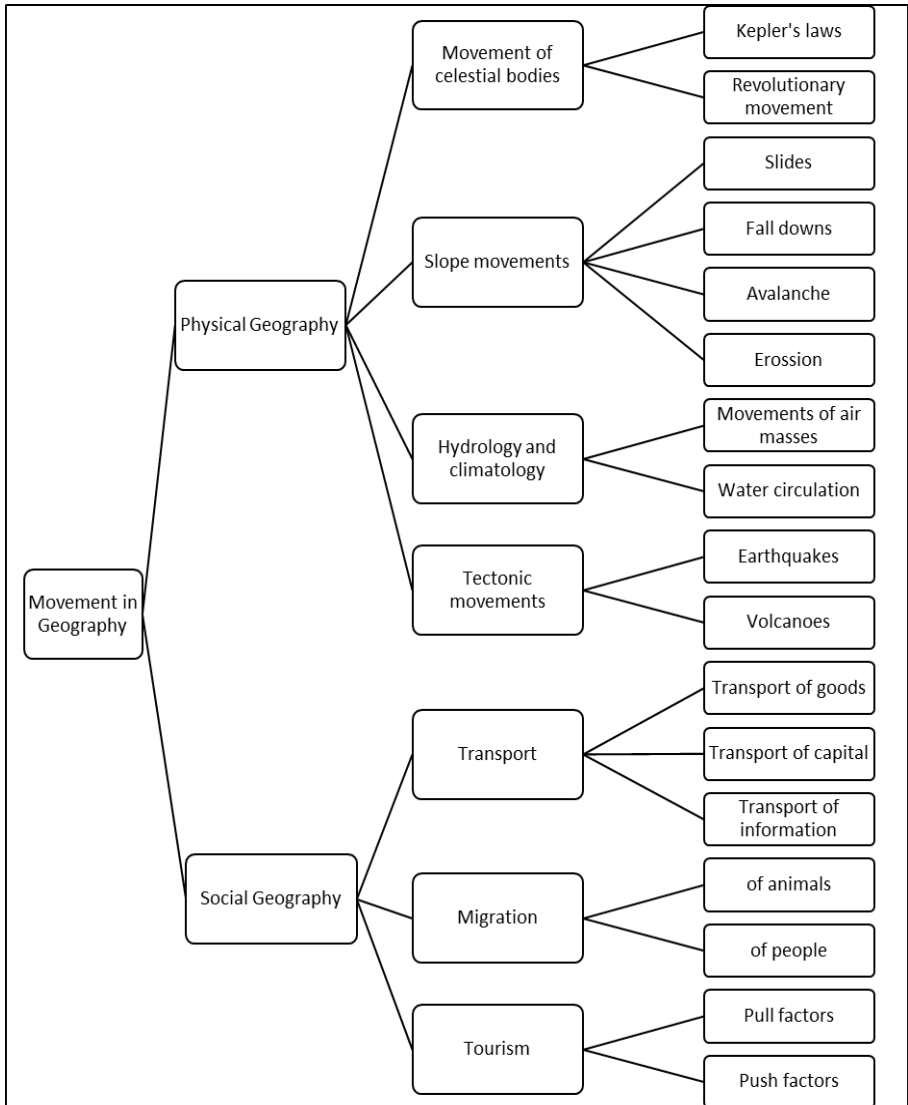 Movement in
Geography
Physical Geography
Movement of
celestial bodies
Kepler's laws
Revolutionary
movement
Slope movements
Slides
Fall downs
Avalanche
Erossion
Hydrology and
climatology
Movements of air
masses
Water circulation
Tectonic
movements
Earthquakes
Volcanoes
Social Geography
Transport
Transport of goods
Transport of capital
Transport of
information
Migration
of animals
of people
Tourism
Pull factors
Push factors